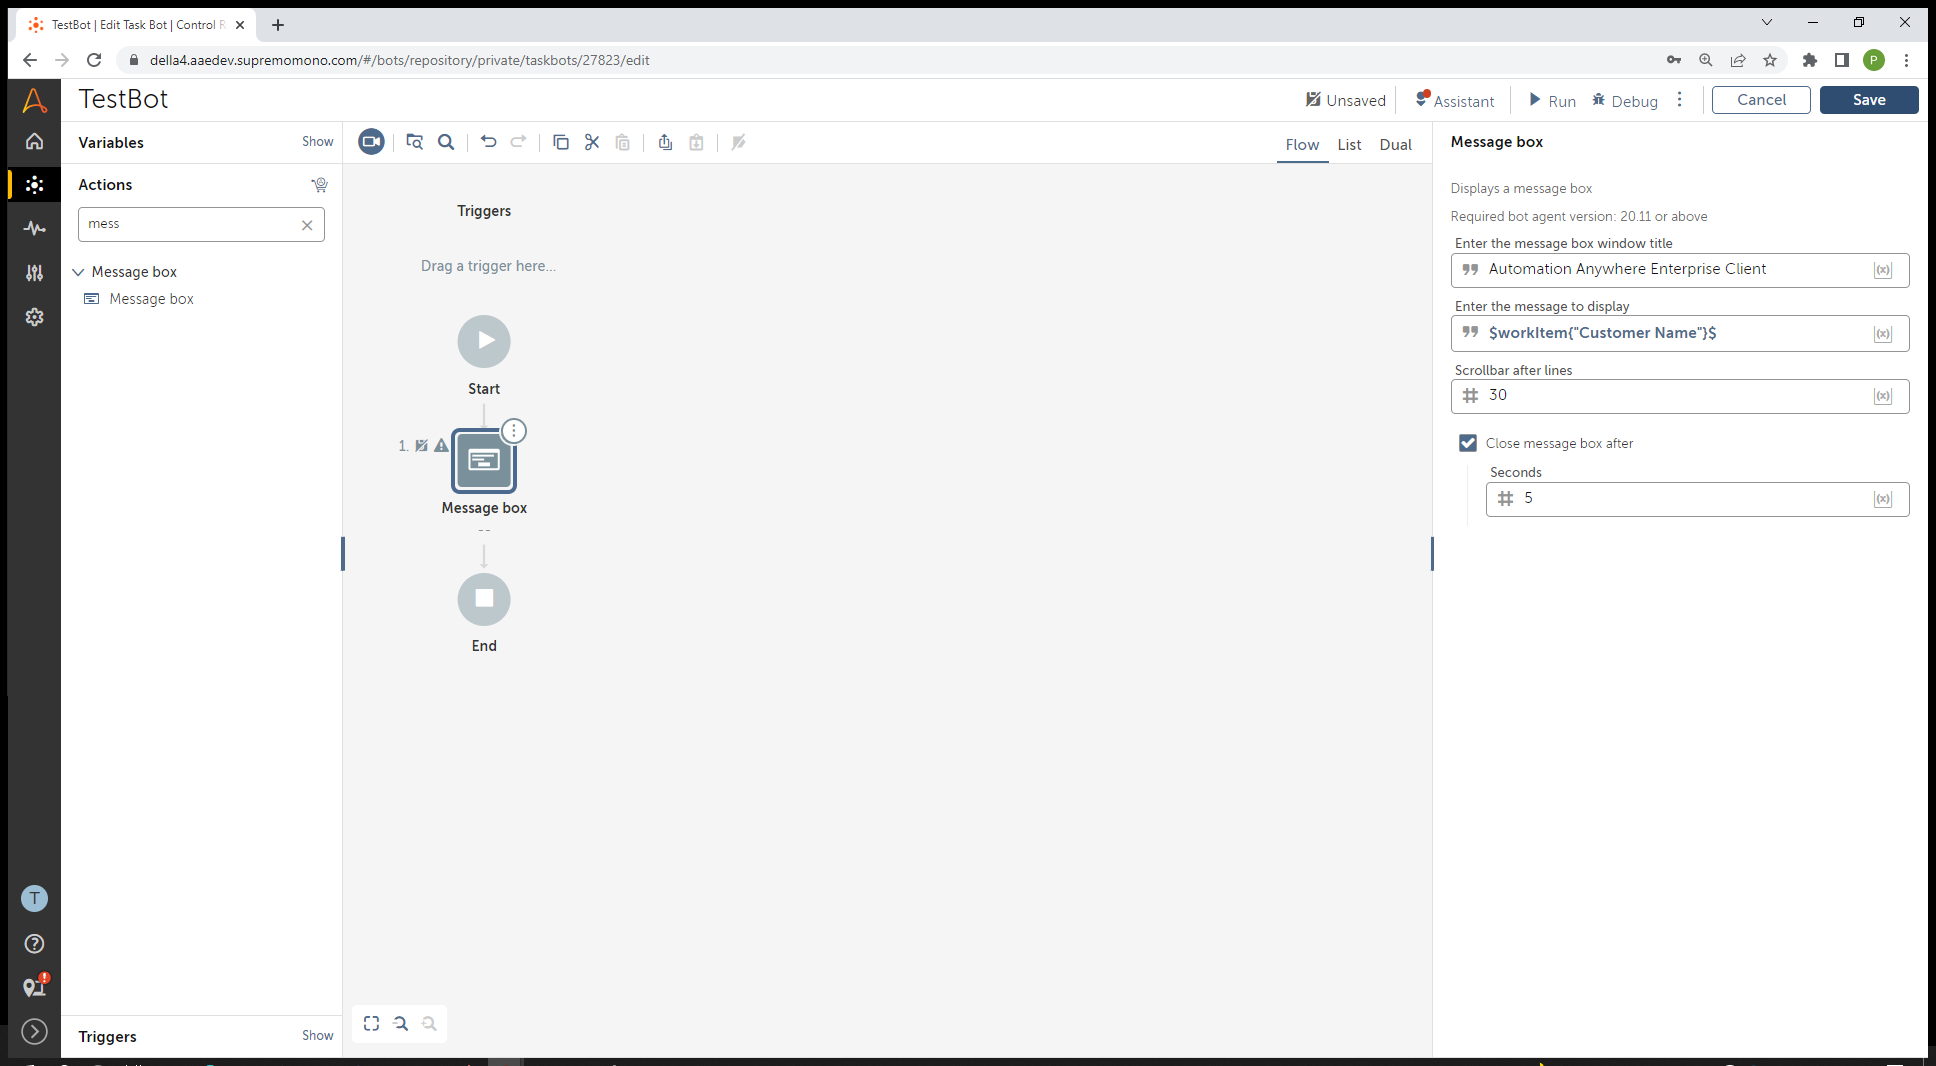 TestBot | Edit Task Bot | Control R
della4.aaedev.supremomono.com/#/bots/repository/private/taskbots/27823/edit
P
TestBot
Unsaved
Assistant
Run
Debug
Cancel
Save
Variables
Show
Actions
mess
Message box
Message box
Flow
List
Dual
Triggers
Drag a trigger here...
Start
1.
Message box
--
End
Message box
Displays a message box
Required bot agent version: 20.11 or above
Enter the message box window title
Automation Anywhere Enterprise Client
(x)
Enter the message to display
$workItem{"Customer Name"}$
(x)
Scrollbar after lines
30
(x)
Close message box after
Seconds
5
(x)
T
Triggers
Show